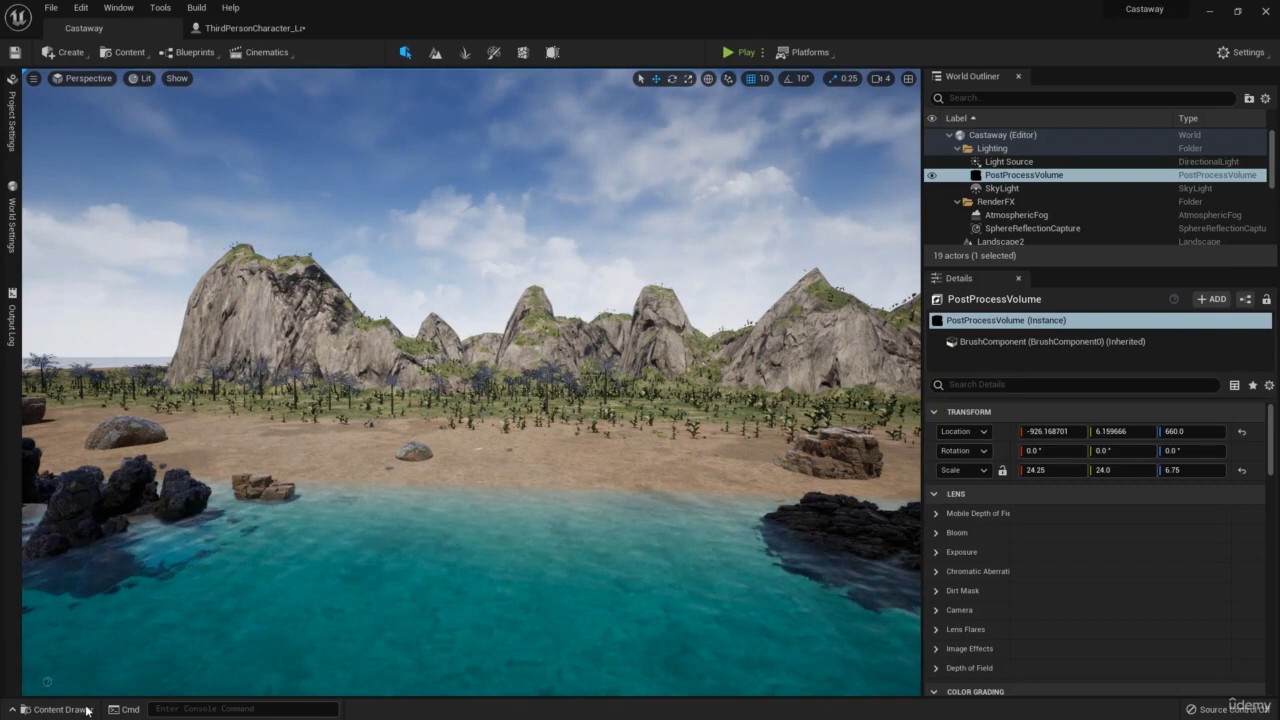 File Edit Window Tools Build Help
Castaway
Castaway
ThirdPersonCharacter_L
Create
Content
Blueprints
Cinematics
Play
Platforms
Settings
Perspective
Lit
Show
10
10°
0.25
4
World Outliner
Search...
Label
Type
Castaway (Editor) World
Lighting Folder
Light Source DirectionalLight
PostProcessVolume PostProcessVolume
SkyLight SkyLight
RenderFX Folder
AtmosphericFog AtmosphericFog
SphereReflectionCapture SphereReflectionCaptu
Landscape2 Landscape
19 actors (1 selected)
Project Settings
World Settings
Output Log
Details
PostProcessVolume
+ ADD
PostProcessVolume (Instance)
BrushComponent (BrushComponent0) (Inherited)
Search Details
TRANSFORM
Location -926.168701 6.159666 660.0
Rotation 0.0 ° 0.0 ° 0.0 °
Scale 24.25 24.0 6.75
LENS
Mobile Depth of Fie
Bloom
Exposure
Chromatic Aberrati
Dirt Mask
Camera
Lens Flares
Image Effects
Depth of Field
COLOR GRADING
Content Drawer
Cmd
Enter Console Command
Source Control Off
ûdemy